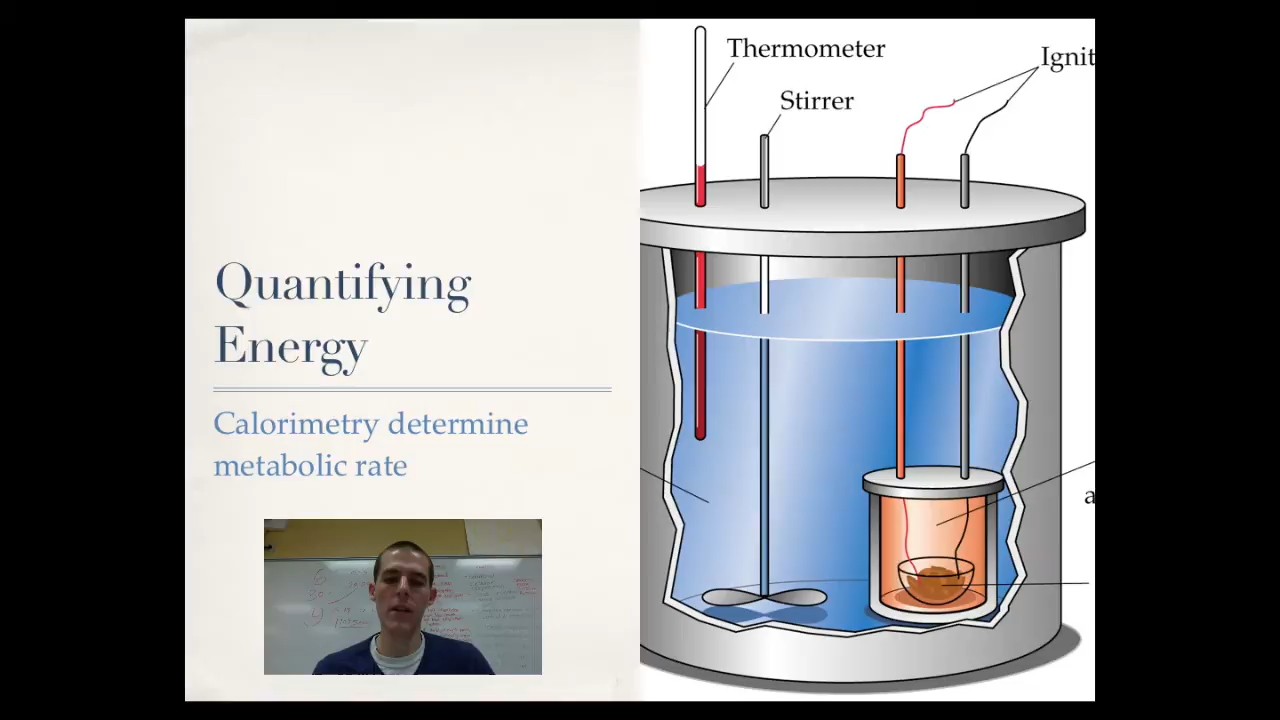 Thermometer
Ignit
Stirrer
Quantifying
Energy
Calorimetry determine
metabolic rate
a